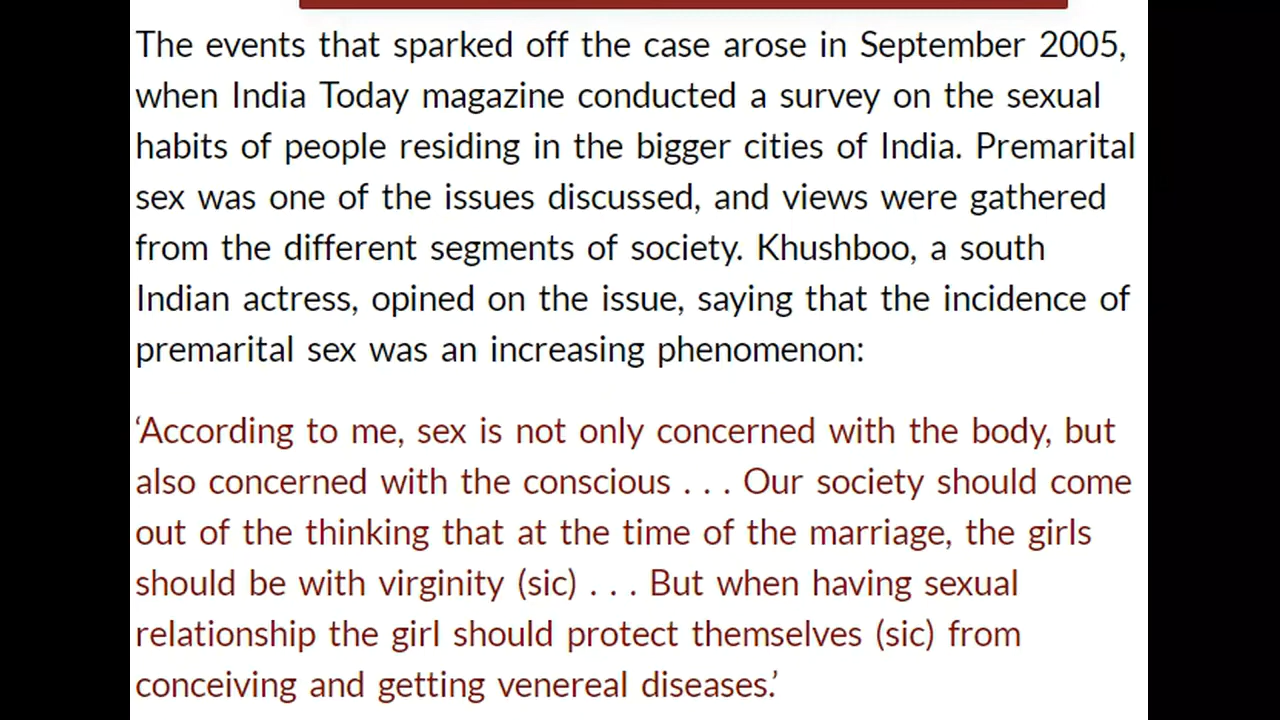 The events that sparked off the case arose in September 2005,
when India Today magazine conducted a survey on the sexual
habits of people residing in the bigger cities of India. Premarital
sex was one of the issues discussed, and views were gathered
from the different segments of society. Khushboo, a south
Indian actress, opined on the issue, saying that the incidence of
premarital sex was an increasing phenomenon:
‘According to me, sex is not only concerned with the body, but
also concerned with the conscious . . . Our society should come
out of the thinking that at the time of the marriage, the girls
should be with virginity (sic) . . . But when having sexual
relationship the girl should protect themselves (sic) from
conceiving and getting venereal diseases.’